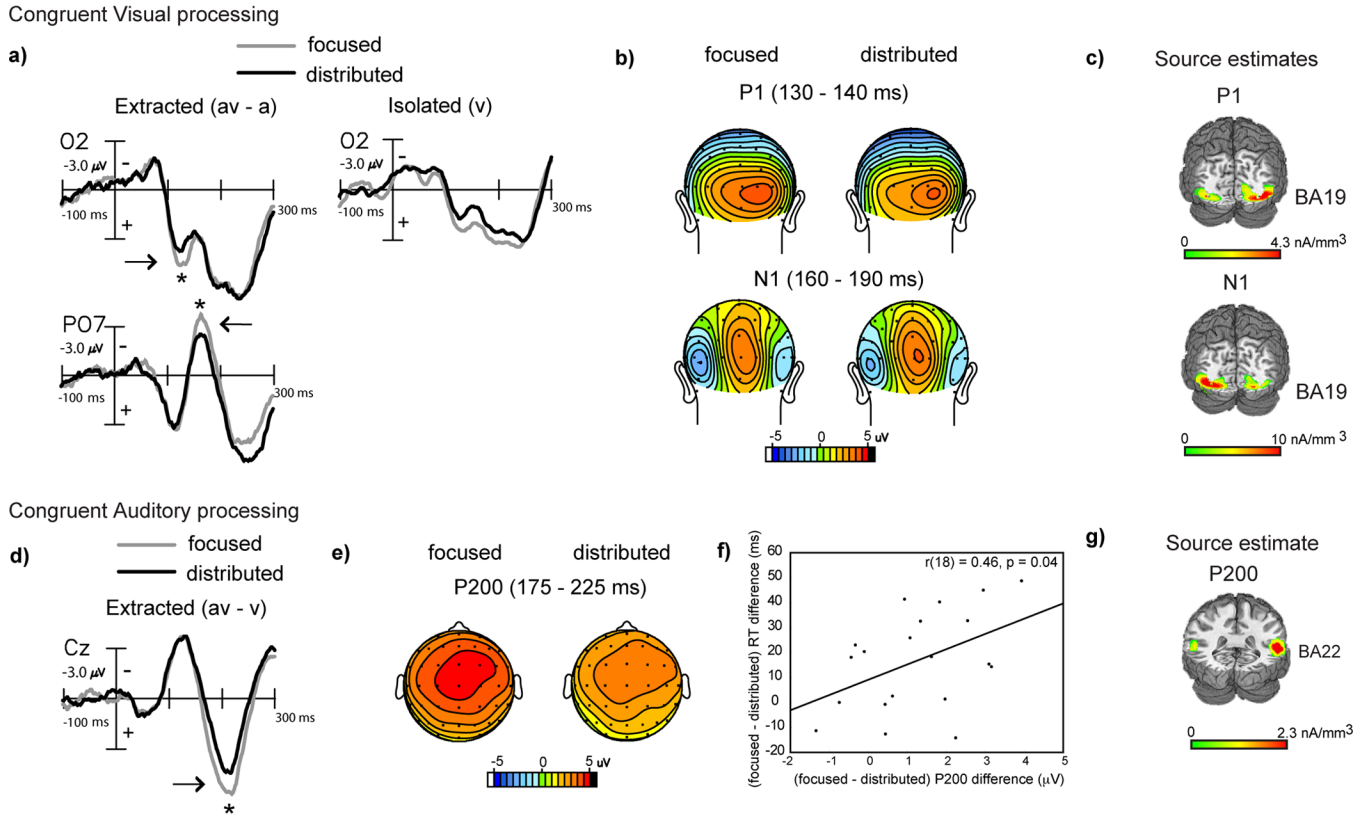 Congruent Visual processing
a)
focused
distributed
Extracted (av - a)
Isolated (v)
O2
-3.0 µV
-
+
-100 ms
300 ms
*
O2
-3.0 µV
-
+
-100 ms
300 ms
*
PO7
-3.0 µV
-
+
-100 ms
300 ms
b)
focused
distributed
P1 (130 - 140 ms)
N1 (160 - 190 ms)
-5
0
5
uV
c)
Source estimates
P1
BA19
0
4.3 nA/mm3
N1
BA19
0
10 nA/mm 3
Congruent Auditory processing
d)
focused
distributed
Extracted (av - v)
Cz
-3.0 µV
-
+
-100 ms
300 ms
*
e)
focused
distributed
P200 (175 - 225 ms)
-5
0
5
uV
f)
(focused - distributed) RT difference (ms)
60
50
40
30
20
10
0
-10
-20
r(18) = 0.46, p = 0.04
-2
-1
0
1
2
3
4
5
(focused - distributed) P200 difference (µV)
g)
Source estimate
P200
BA22
0
2.3 nA/mm3